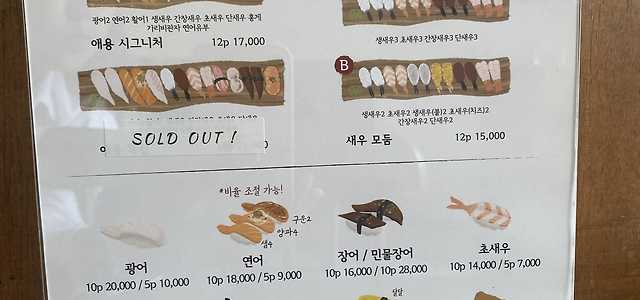 광어2 연어2 활어1 생새우 간장새우 초새우 단새우 홍게
가리비관자 연어유부
애용 시그니처 12p 17,000
생새우3 초새우3 간장새우3 단새우3
B
생새우2 초새우2 생새우(불)2 초새우(치즈)2
간장새우2 단새우2
새우 모듬 12p 15,000
SOLD OUT!
*비율 조절 가능!
구운2
양파4
생4
광어
10p 20,000 / 5p 10,000
연어
10p 18,000 / 5p 9,000
장어 / 민물장어
10p 16,000 / 10p 28,000
초새우
10p 14,000 / 5p 7,000
달달